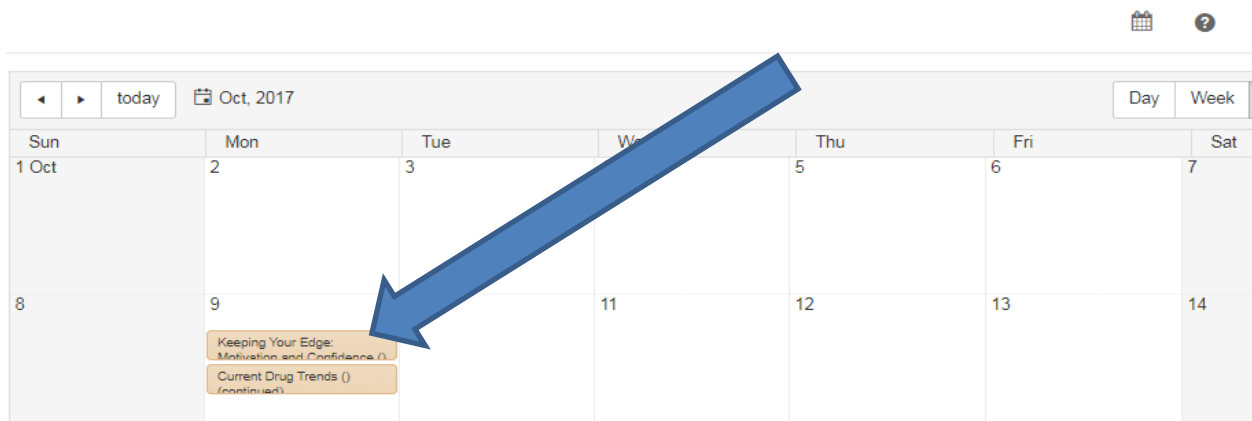 today Oct, 2017 Day Week
Sun Mon Tue Thu Fri Sat
1 Oct 2 3 5 6 7
8 9 11 12 13 14
Keeping Your Edge:
Motivation and Confidence ()
Current Drug Trends ()
(continued)